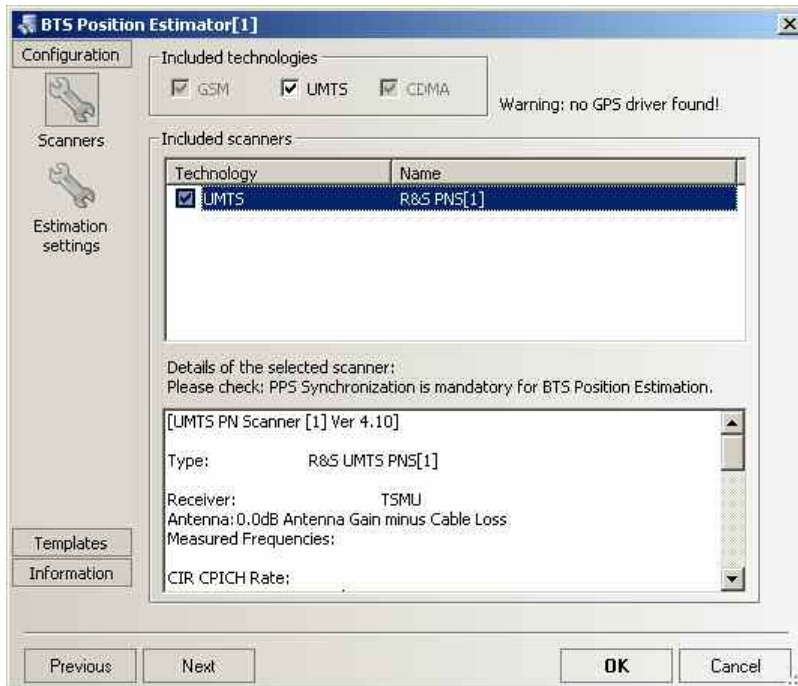 BTS Position Estimator[1]
Configuration
Scanners
Estimation
settings
Templates
Information
Included technologies
GSM UMTS CDMA
Warning: no GPS driver found!
Included scanners
Technology Name
UMTS R&S PNS[1]
Details of the selected scanner:
Please check: PPS Synchronization is mandatory for BTS Position Estimation.
[UMTS PN Scanner [1] Ver 4.10]
Type: R&S UMTS PNS[1]
Receiver: TSMU
Antenna: 0.0dB Antenna Gain minus Cable Loss
Measured Frequencies:
CIR CPICH Rate:
Previous Next OK Cancel